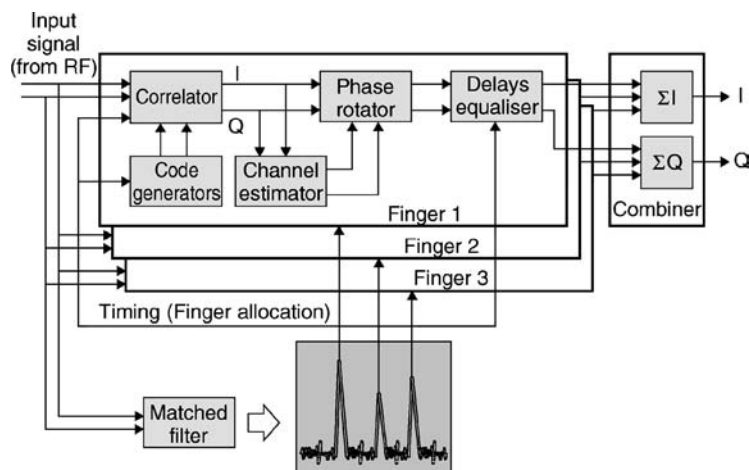 Input
signal
(from RF)
I
Correlator
Phase
rotator
Delays
equaliser
ΣI
I
Q
Code
generators
Channel
estimator
ΣQ
Q
Combiner
Finger 1
Finger 2
Finger 3
Timing (Finger allocation)
Matched
filter